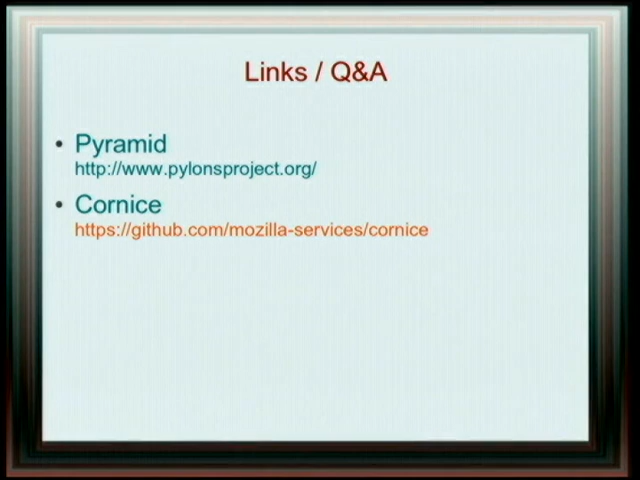 Links / Q&A
• Pyramid
http://www.pylonsproject.org/
• Cornice
https://github.com/mozilla-services/cornice